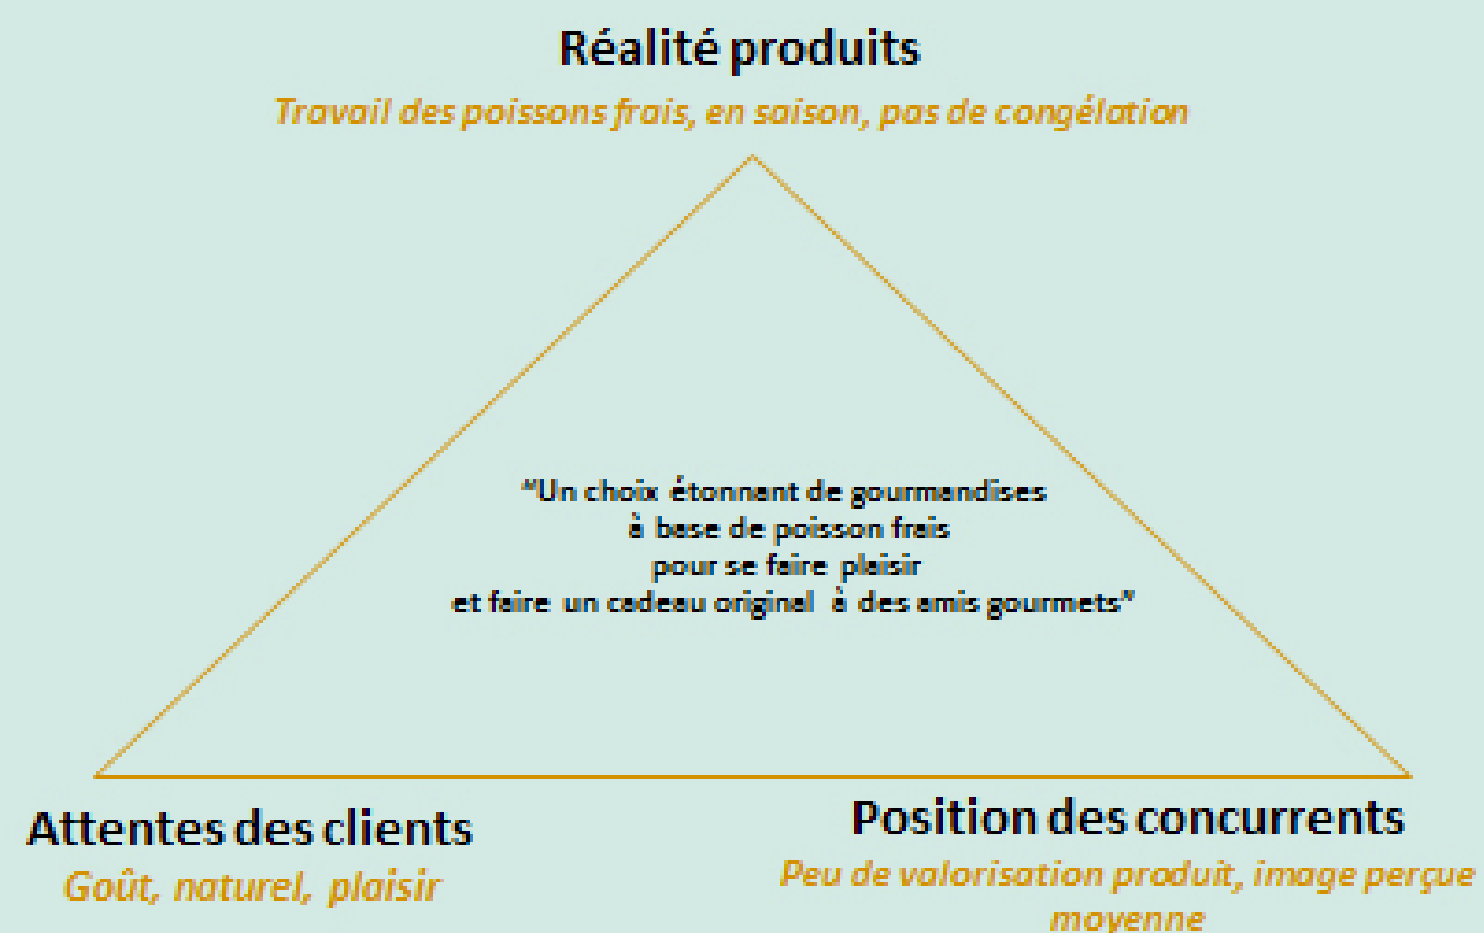 Réalité produits
Travail des poissons frais, en saison, pas de congélation
“Un choix étonnant de gourmandises
à base de poisson frais
pour se faire plaisir
et faire un cadeau original à des amis gourmets”
Attentes des clients
Goût, naturel, plaisir
Position des concurrents
Peu de valorisation produit, image perçue
moyenne